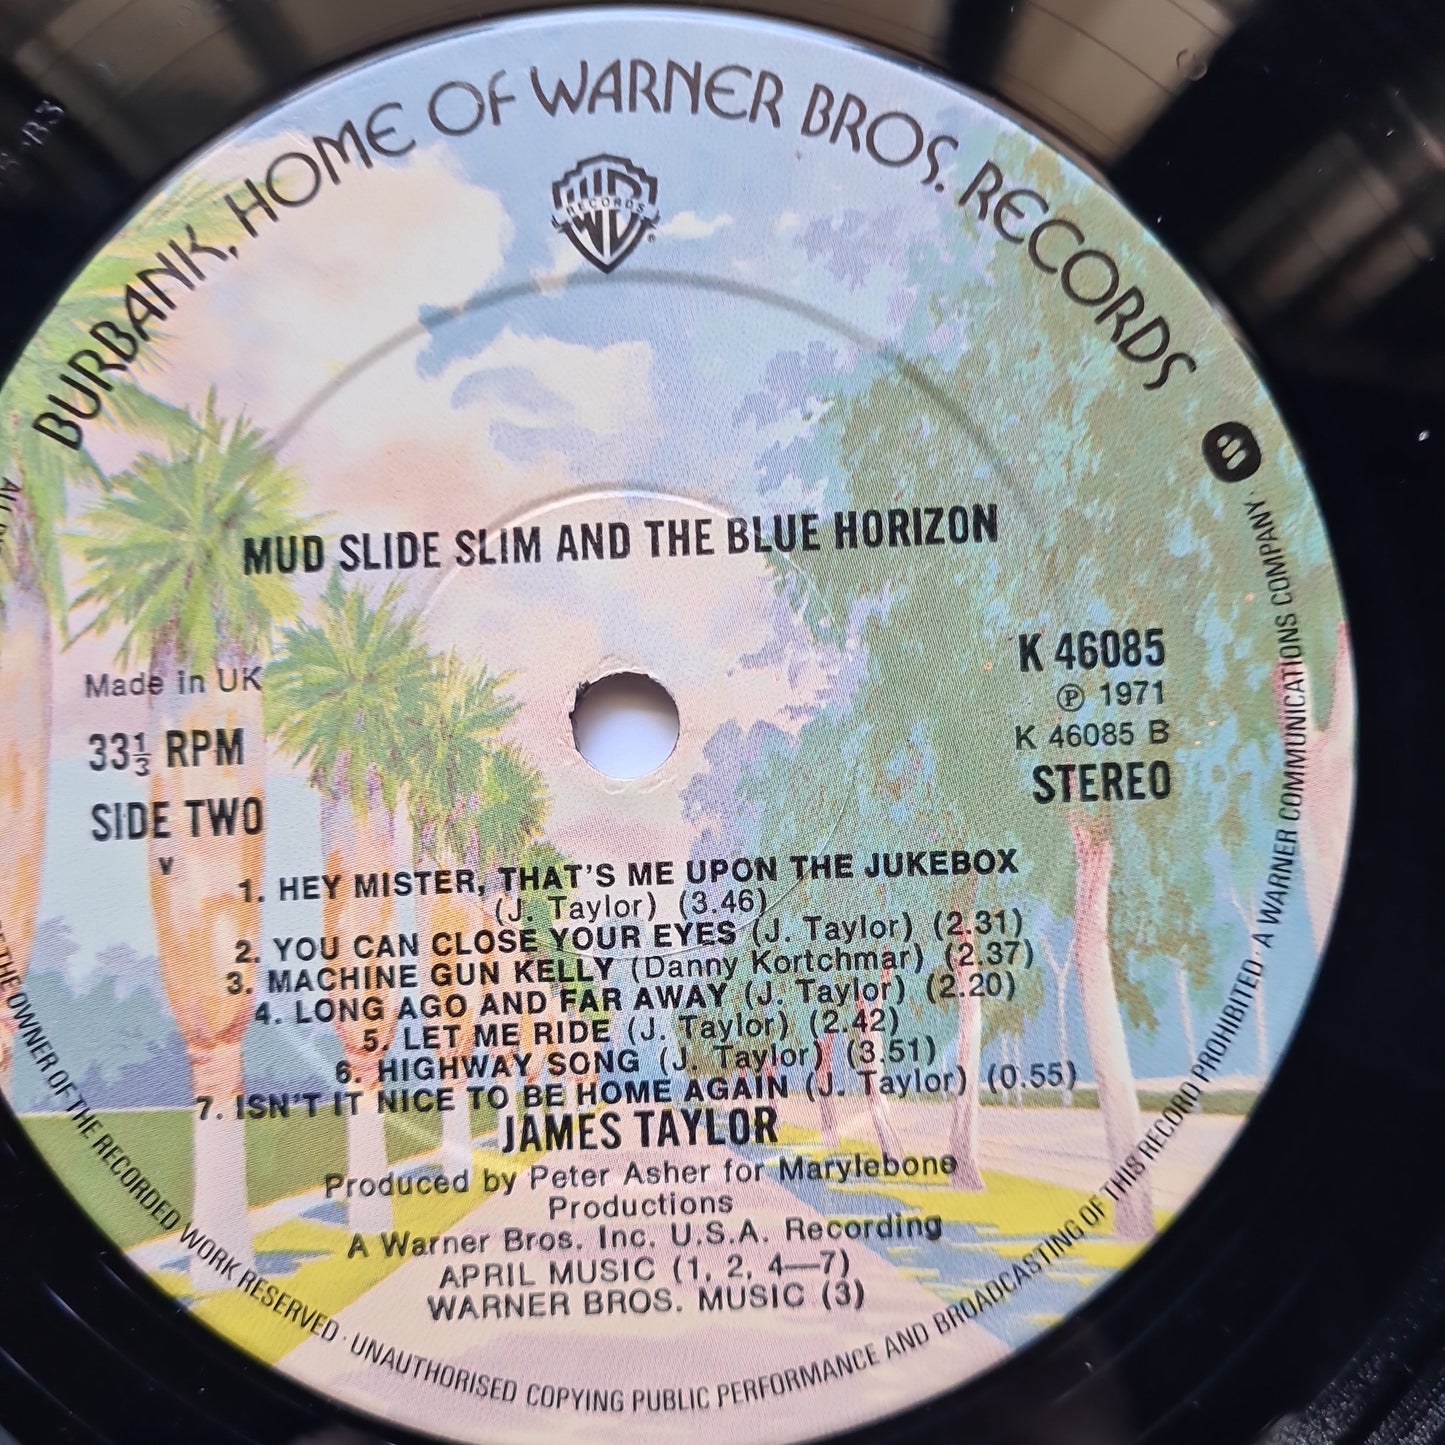 BURBANK, HOME OF WARNER BROS. RECORDS
RECORDS
MUD SLIDE SLIM AND THE BLUE HORIZON
Made in UK
33⅓ RPM
SIDE TWO
v
K 46085
℗ 1971
K 46085 B
STEREO
1. HEY MISTER, THAT'S ME UPON THE JUKEBOX
(J. Taylor) (3.46)
2. YOU CAN CLOSE YOUR EYES (J. Taylor) (2.31)
3. MACHINE GUN KELLY (Danny Kortchmar) (2.37)
4. LONG AGO AND FAR AWAY (J. Taylor) (2.20)
5. LET ME RIDE (J. Taylor) (2.42)
6. HIGHWAY SONG (J. Taylor) (3.51)
7. ISN'T IT NICE TO BE HOME AGAIN (J. Taylor) (0.55)
JAMES TAYLOR
Produced by Peter Asher for Marylebone
Productions
A Warner Bros. Inc. U.S.A. Recording
APRIL MUSIC (1, 2, 4—7)
WARNER BROS. MUSIC (3)
THE OWNER OF THE RECORDED WORK RESERVED · UNAUTHORISED COPYING PUBLIC PERFORMANCE AND BROADCASTING OF THIS RECORD PROHIBITED · A WARNER COMMUNICATIONS COMPANY ·